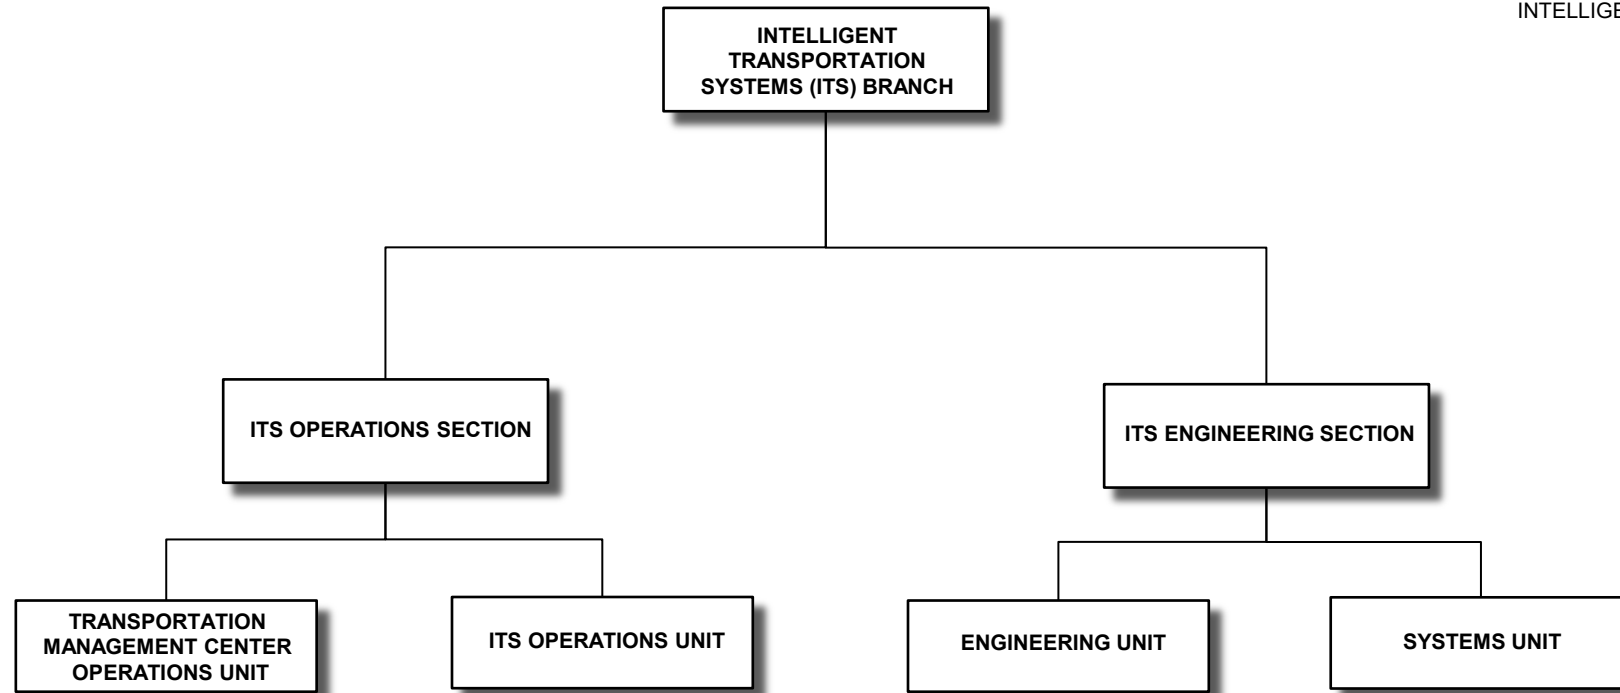 INTELLIGE
INTELLIGENT
TRANSPORTATION
SYSTEMS (ITS) BRANCH
ITS OPERATIONS SECTION
ITS ENGINEERING SECTION
TRANSPORTATION
MANAGEMENT CENTER
OPERATIONS UNIT
ITS OPERATIONS UNIT
ENGINEERING UNIT
SYSTEMS UNIT